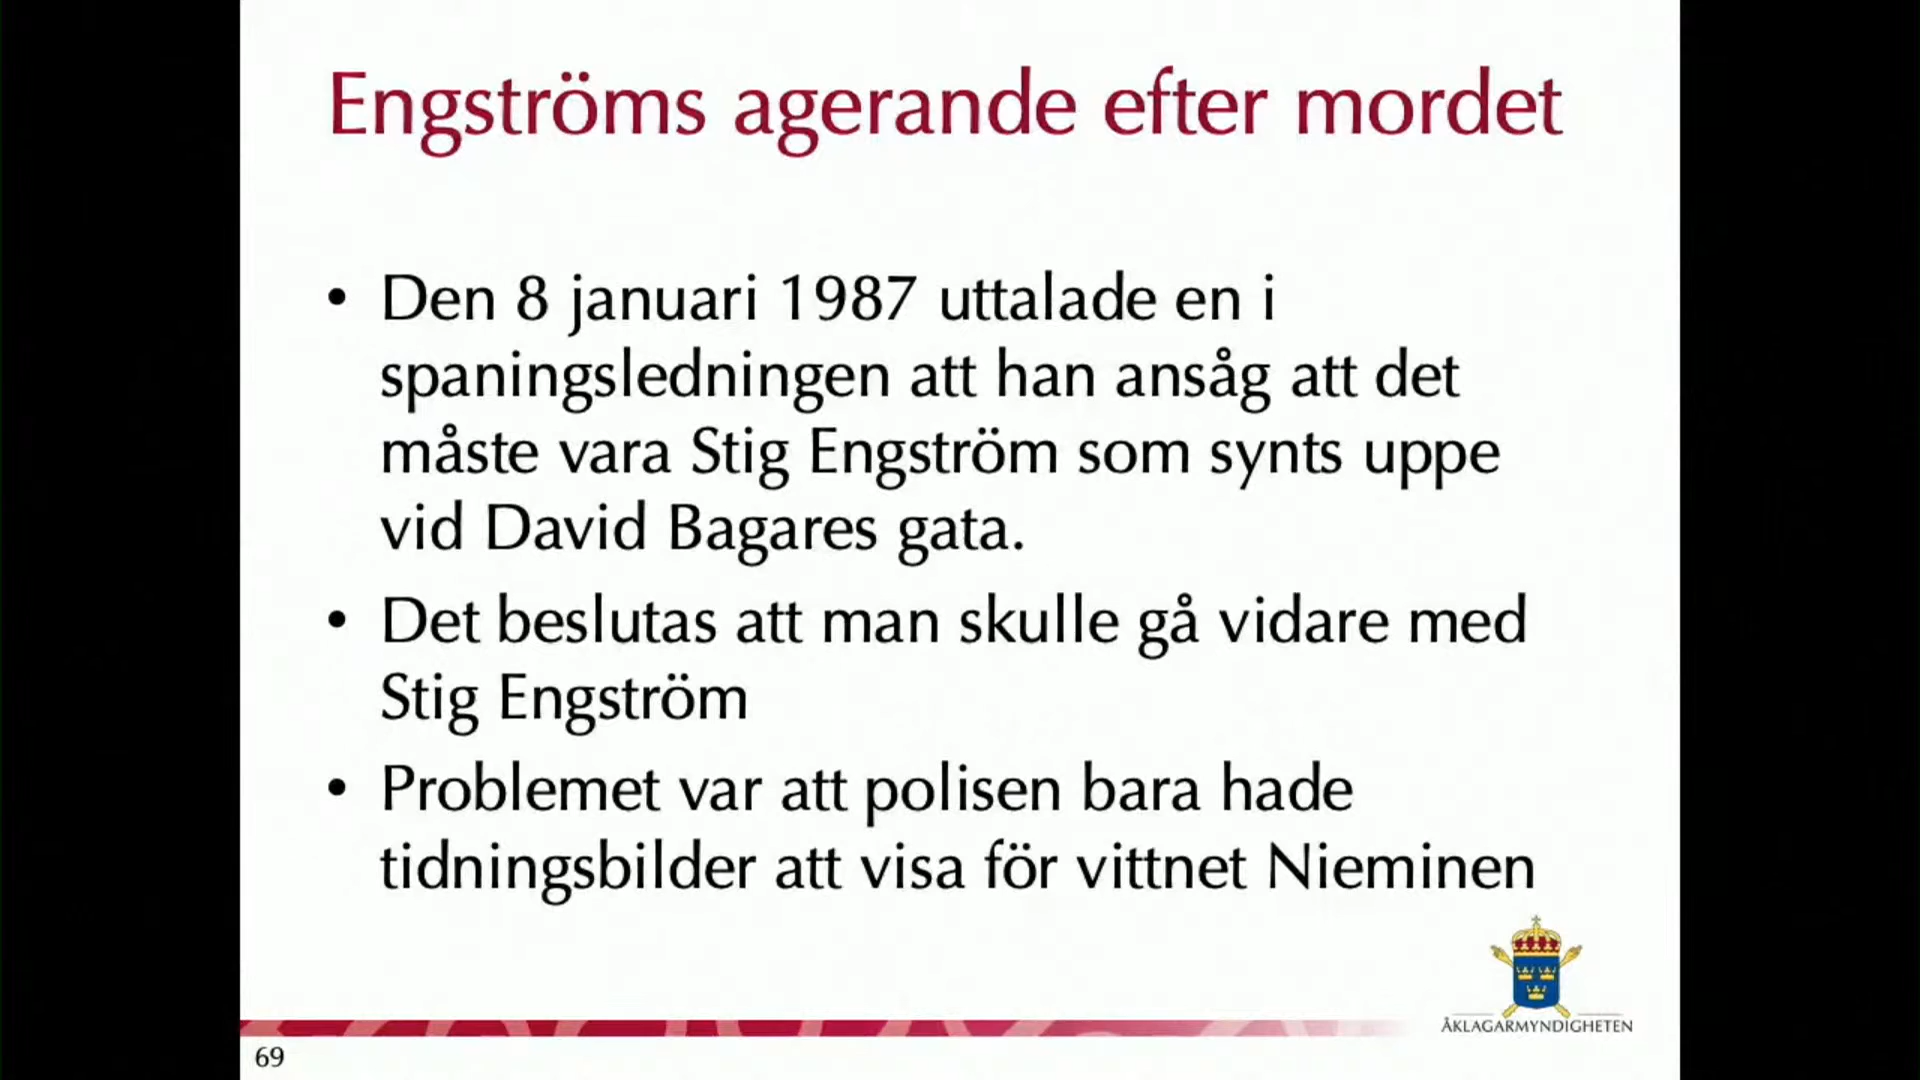 Engströms agerande efter mordet
• Den 8 januari 1987 uttalade en i
spaningsledningen att han ansåg att det
måste vara Stig Engström som synts uppe
vid David Bagares gata.
• Det beslutas att man skulle gå vidare med
Stig Engström
• Problemet var att polisen bara hade
tidningsbilder att visa för vittnet Nieminen
ÅKLAGARMYNDIGHETEN
69